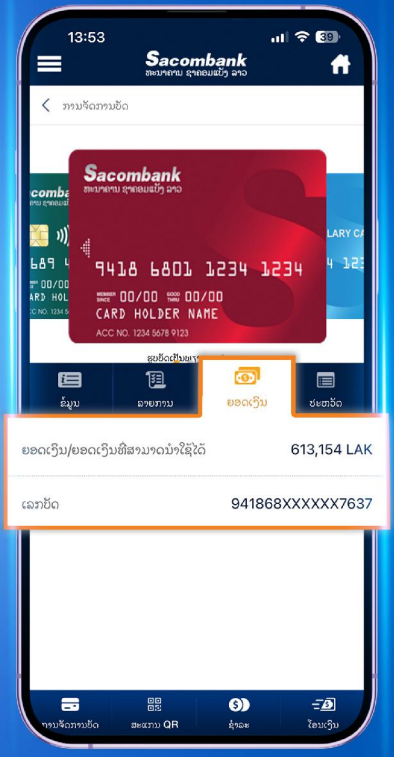 13:53
39
Sacombank
ທະນາຄານ ຊາຄອມແບ້ງ ລາວ
ການຈັດການບັດ
Sacombank
ທະນາຄານ ຊາຄອມແບ້ງ ລາວ
9418 6801 1234 1234
MEMBER SINCE 00/00 GOOD THRU 00/00
CARD HOLDER NAME
ACC NO. 1234 5678 9123
ຂໍ້ມູນ
ລາຍການ
ຍອດເງິນ
ປະຫວັດ
ຍອດເງິນ/ຍອດເງິນທີ່ສາມາດນຳໃຊ້ໄດ້ 613,154 LAK
ເລກບັດ 941868XXXXXX7637
ການຈັດການບັດ
ສະແກນ QR
ຊຳລະ
ໂອນເງິນ